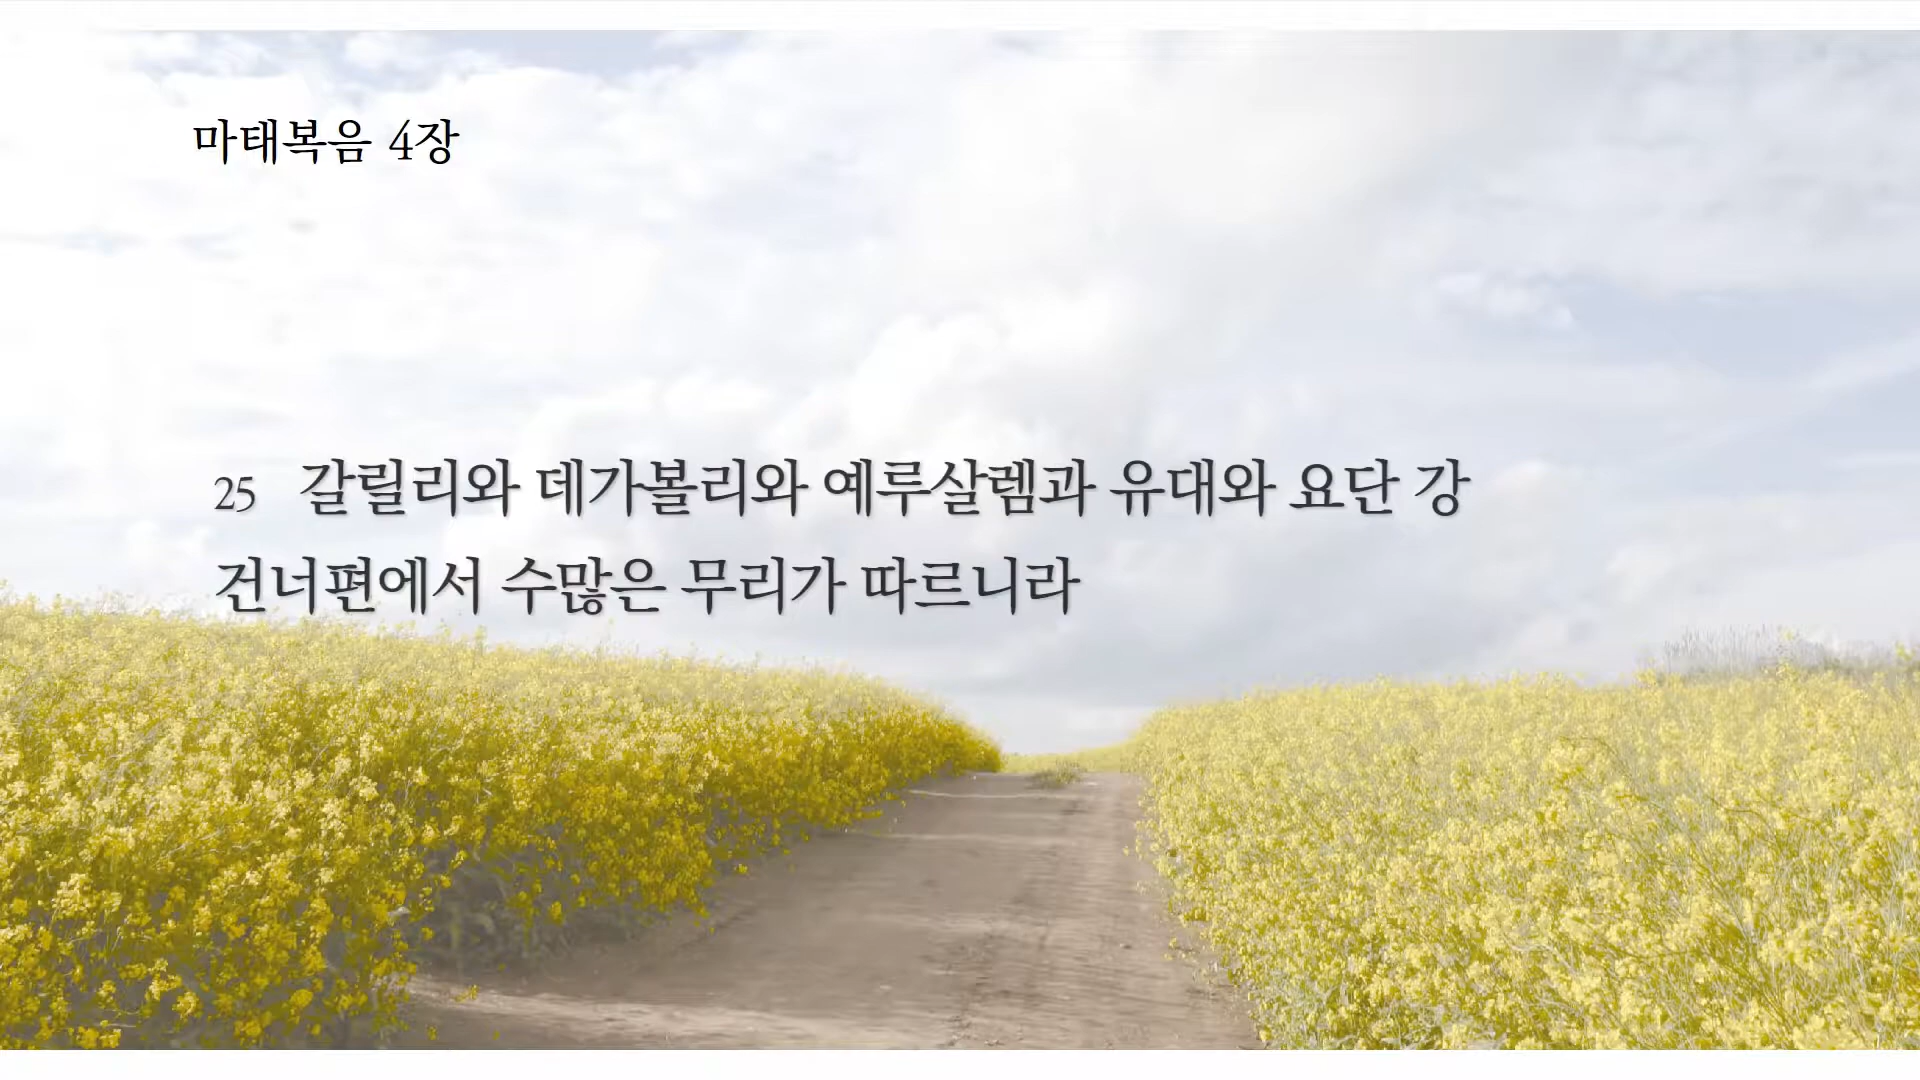 마태복음 4장
25 갈릴리와 데가볼리와 예루살렘과 유대와 요단 강
건너편에서 수많은 무리가 따르니라